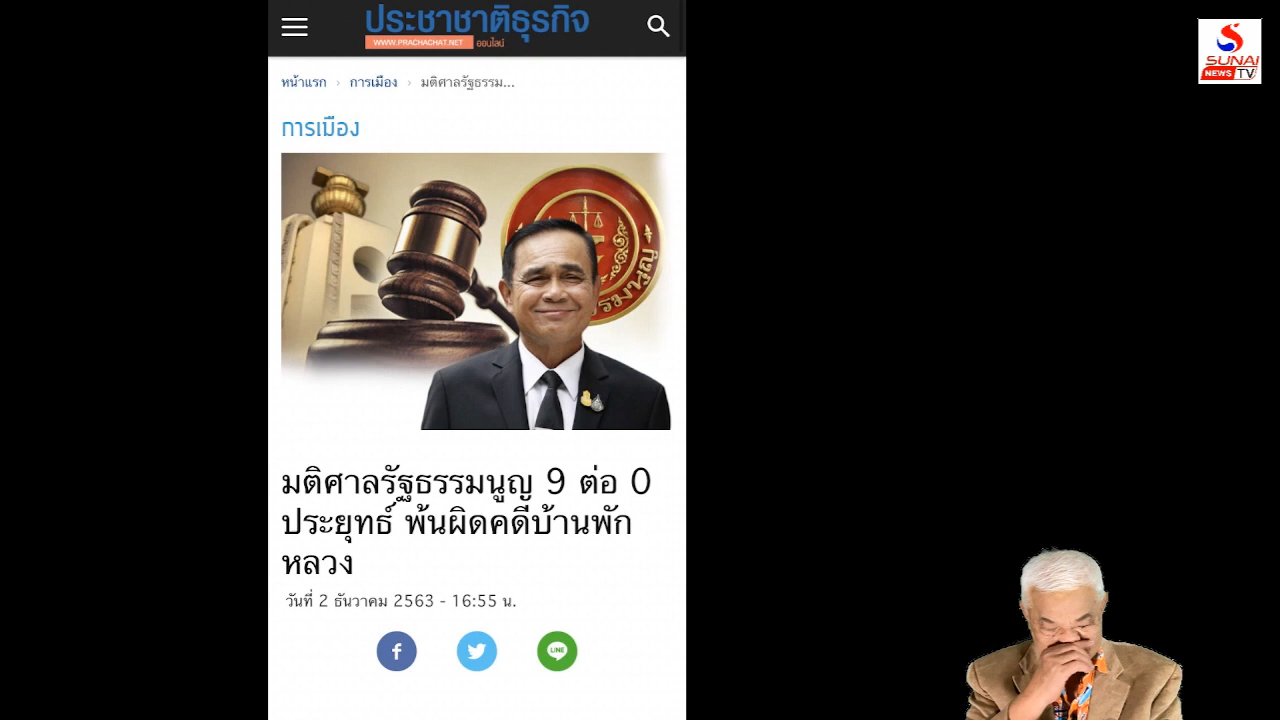 ประชาชาติธุรกิจ
WWW.PRACHACHAT.NET ออนไลน์
SUNAI
NEWS TV
หน้าแรก › การเมือง › มติศาลรัฐธรรม...
การเมือง
มติศาลรัฐธรรมนูญ 9 ต่อ 0
ประยุทธ์ พ้นผิดคดีบ้านพัก
หลวง
วันที่ 2 ธันวาคม 2563 - 16:55 น.
f
LINE